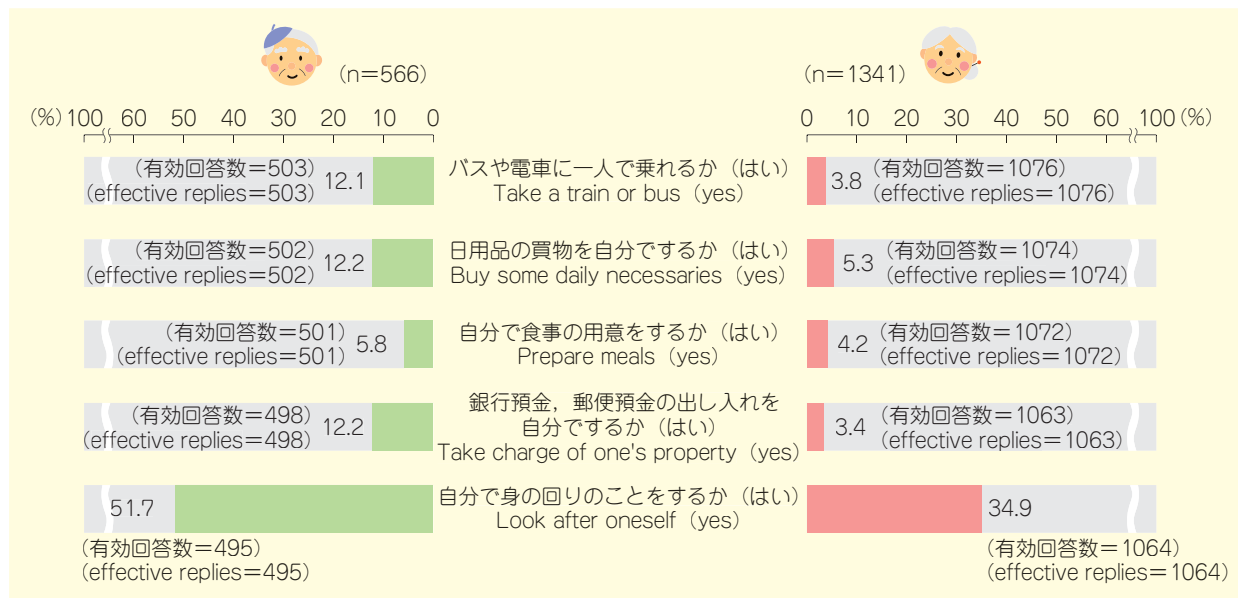 (n=566)
(n=1341)
(%) 100 60 50 40 30 20 10 0
0 10 20 30 40 50 60 100 (%)
(有効回答数=503)
(effective replies=503)
12.1
バスや電車に一人で乗れるか(はい)
Take a train or bus (yes)
3.8
(有効回答数=1076)
(effective replies=1076)
(有効回答数=502)
(effective replies=502)
12.2
日用品の買物を自分でするか(はい)
Buy some daily necessaries (yes)
5.3
(有効回答数=1074)
(effective replies=1074)
(有効回答数=501)
(effective replies=501)
5.8
自分で食事の用意をするか(はい)
Prepare meals (yes)
4.2
(有効回答数=1072)
(effective replies=1072)
(有効回答数=498)
(effective replies=498)
12.2
銀行預金,郵便預金の出し入れを
自分でするか(はい)
Take charge of one's property (yes)
3.4
(有効回答数=1063)
(effective replies=1063)
51.7
(有効回答数=495)
(effective replies=495)
自分で身の回りのことをするか(はい)
Look after oneself (yes)
34.9
(有効回答数=1064)
(effective replies=1064)